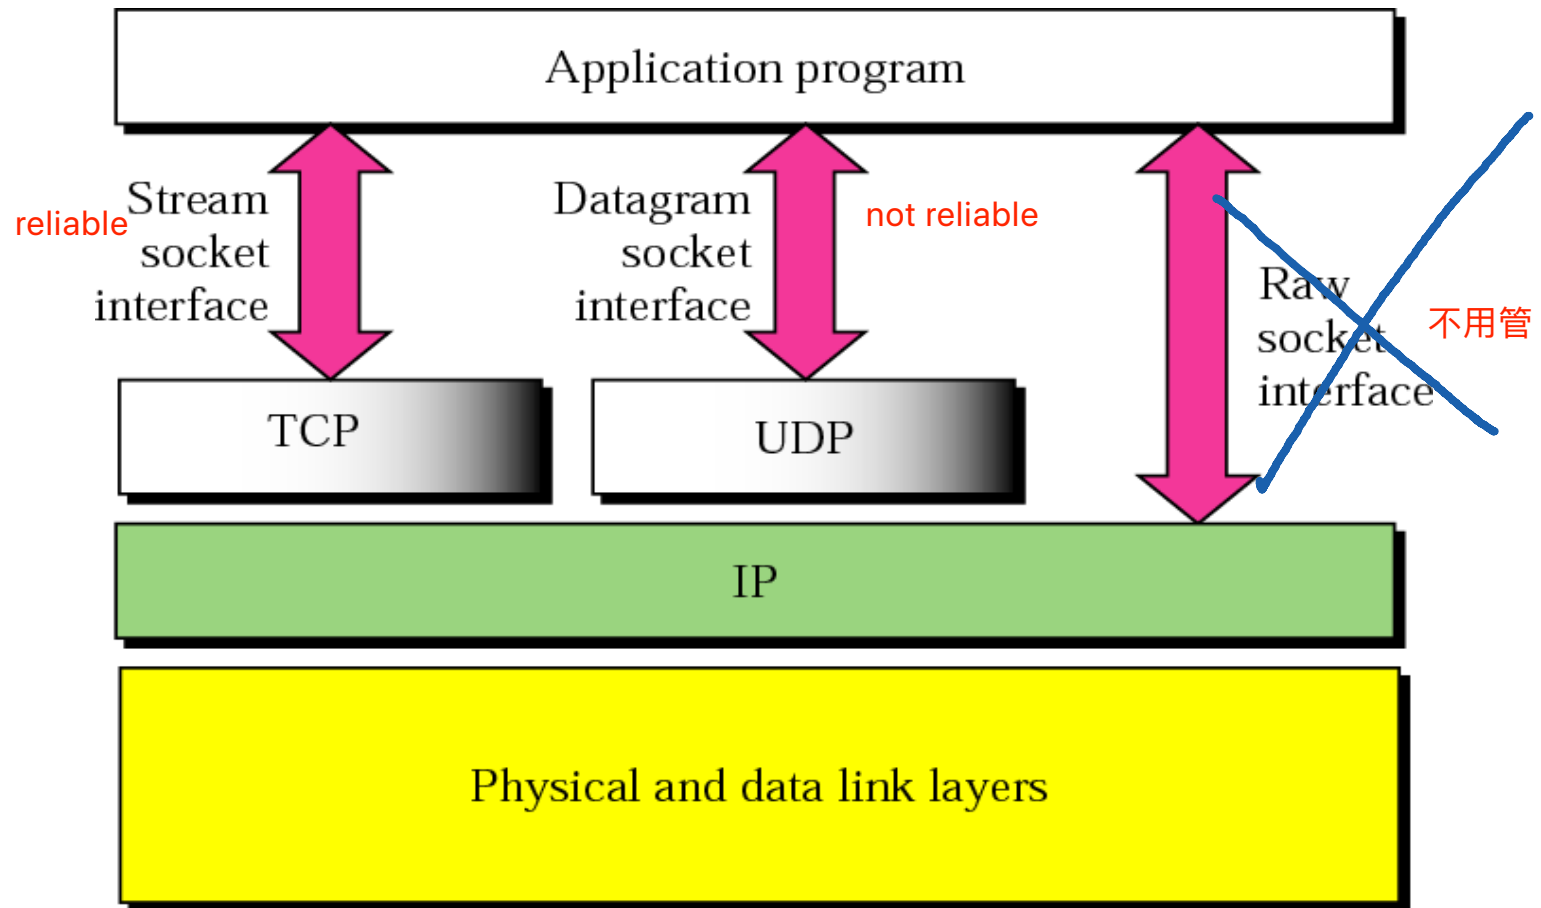 Application program
reliable
Stream
socket
interface
Datagram
socket
interface
not reliable
Raw
socket
interface
不用管
TCP
UDP
IP
Physical and data link layers